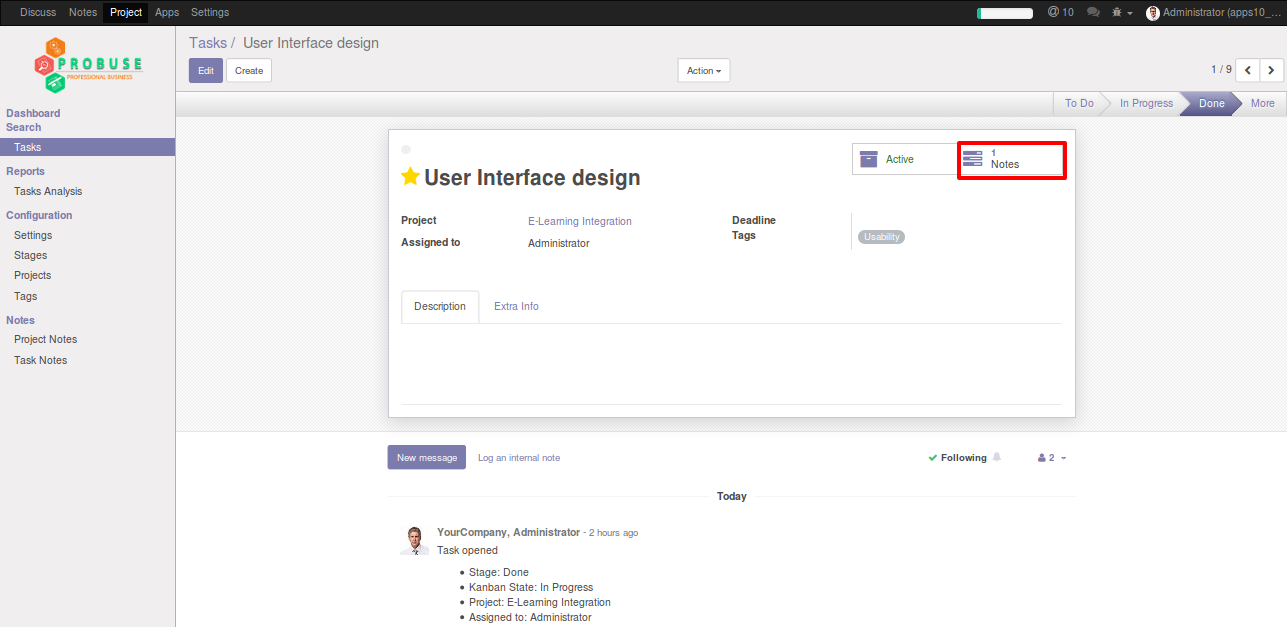 Discuss Notes Project Apps Settings
@ 10 Administrator (apps10_...
PROBUSE
PROFESSIONAL BUSINESS
Dashboard
Search
Tasks
Reports
Tasks Analysis
Configuration
Settings
Stages
Projects
Tags
Notes
Project Notes
Task Notes
Tasks / User Interface design
Edit Create Action 1 / 9
To Do In Progress Done More
Active 1 Notes
User Interface design
Project E-Learning Integration
Assigned to Administrator
Deadline
Tags Usability
Description Extra Info
New message Log an internal note Following 2
Today
YourCompany, Administrator - 2 hours ago
Task opened
• Stage: Done
• Kanban State: In Progress
• Project: E-Learning Integration
• Assigned to: Administrator